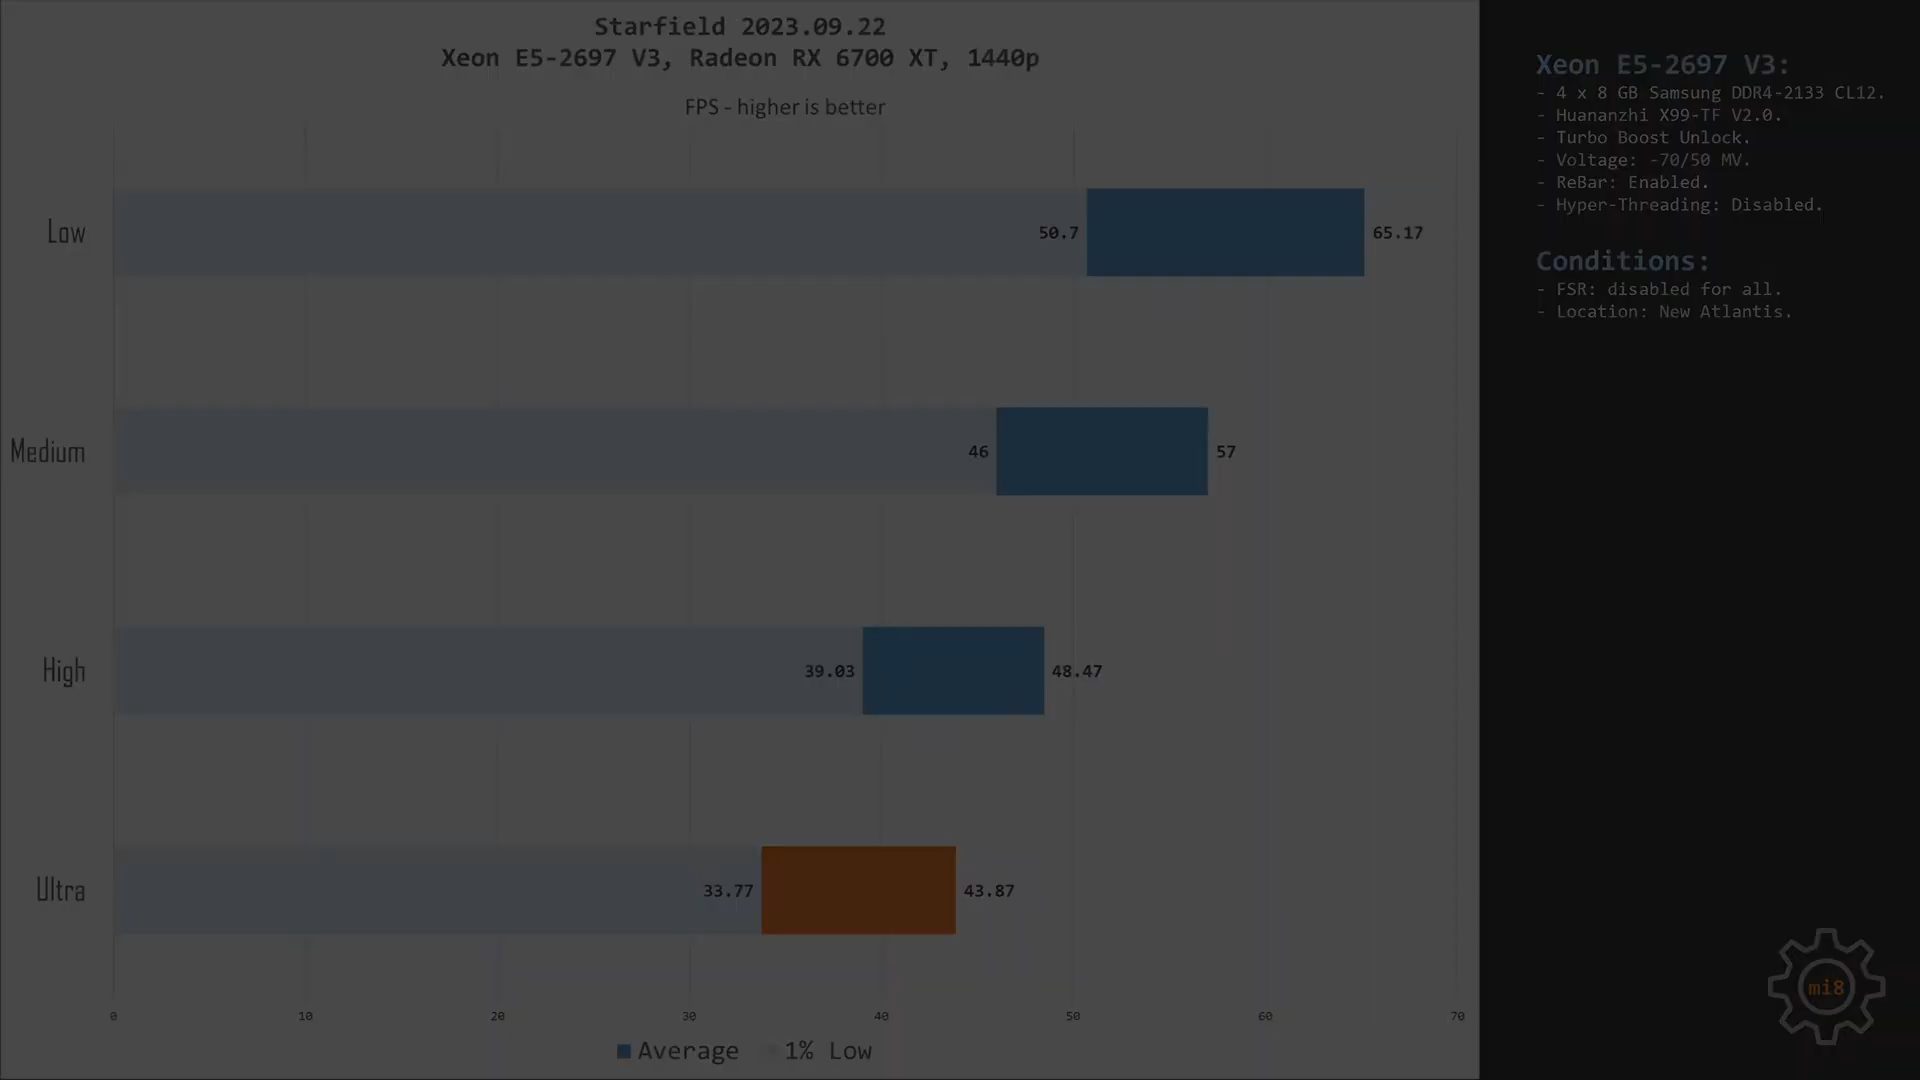 Starfield 2023.09.22
Xeon E5-2697 V3, Radeon RX 6700 XT, 1440p
FPS - higher is better
Low
50.7
65.17
Medium
46
57
High
39.03
48.47
Ultra
33.77
43.87
0 10 20 30 40 50 60 70
Average 1% Low
Xeon E5-2697 V3:
- 4 x 8 GB Samsung DDR4-2133 CL12.
- Huananzhi X99-TF V2.0.
- Turbo Boost Unlock.
- Voltage: -70/50 MV.
- ReBar: Enabled.
- Hyper-Threading: Disabled.
Conditions:
- FSR: disabled for all.
- Location: New Atlantis.
mi8